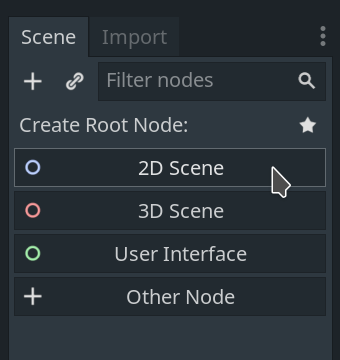 Scene Import
Filter nodes
Create Root Node:
2D Scene
3D Scene
User Interface
Other Node